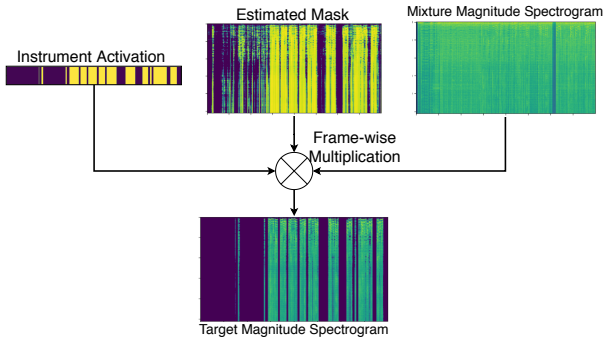 Estimated Mask
Mixture Magnitude Spectrogram
Instrument Activation
Frame-wise
Multiplication
Target Magnitude Spectrogram